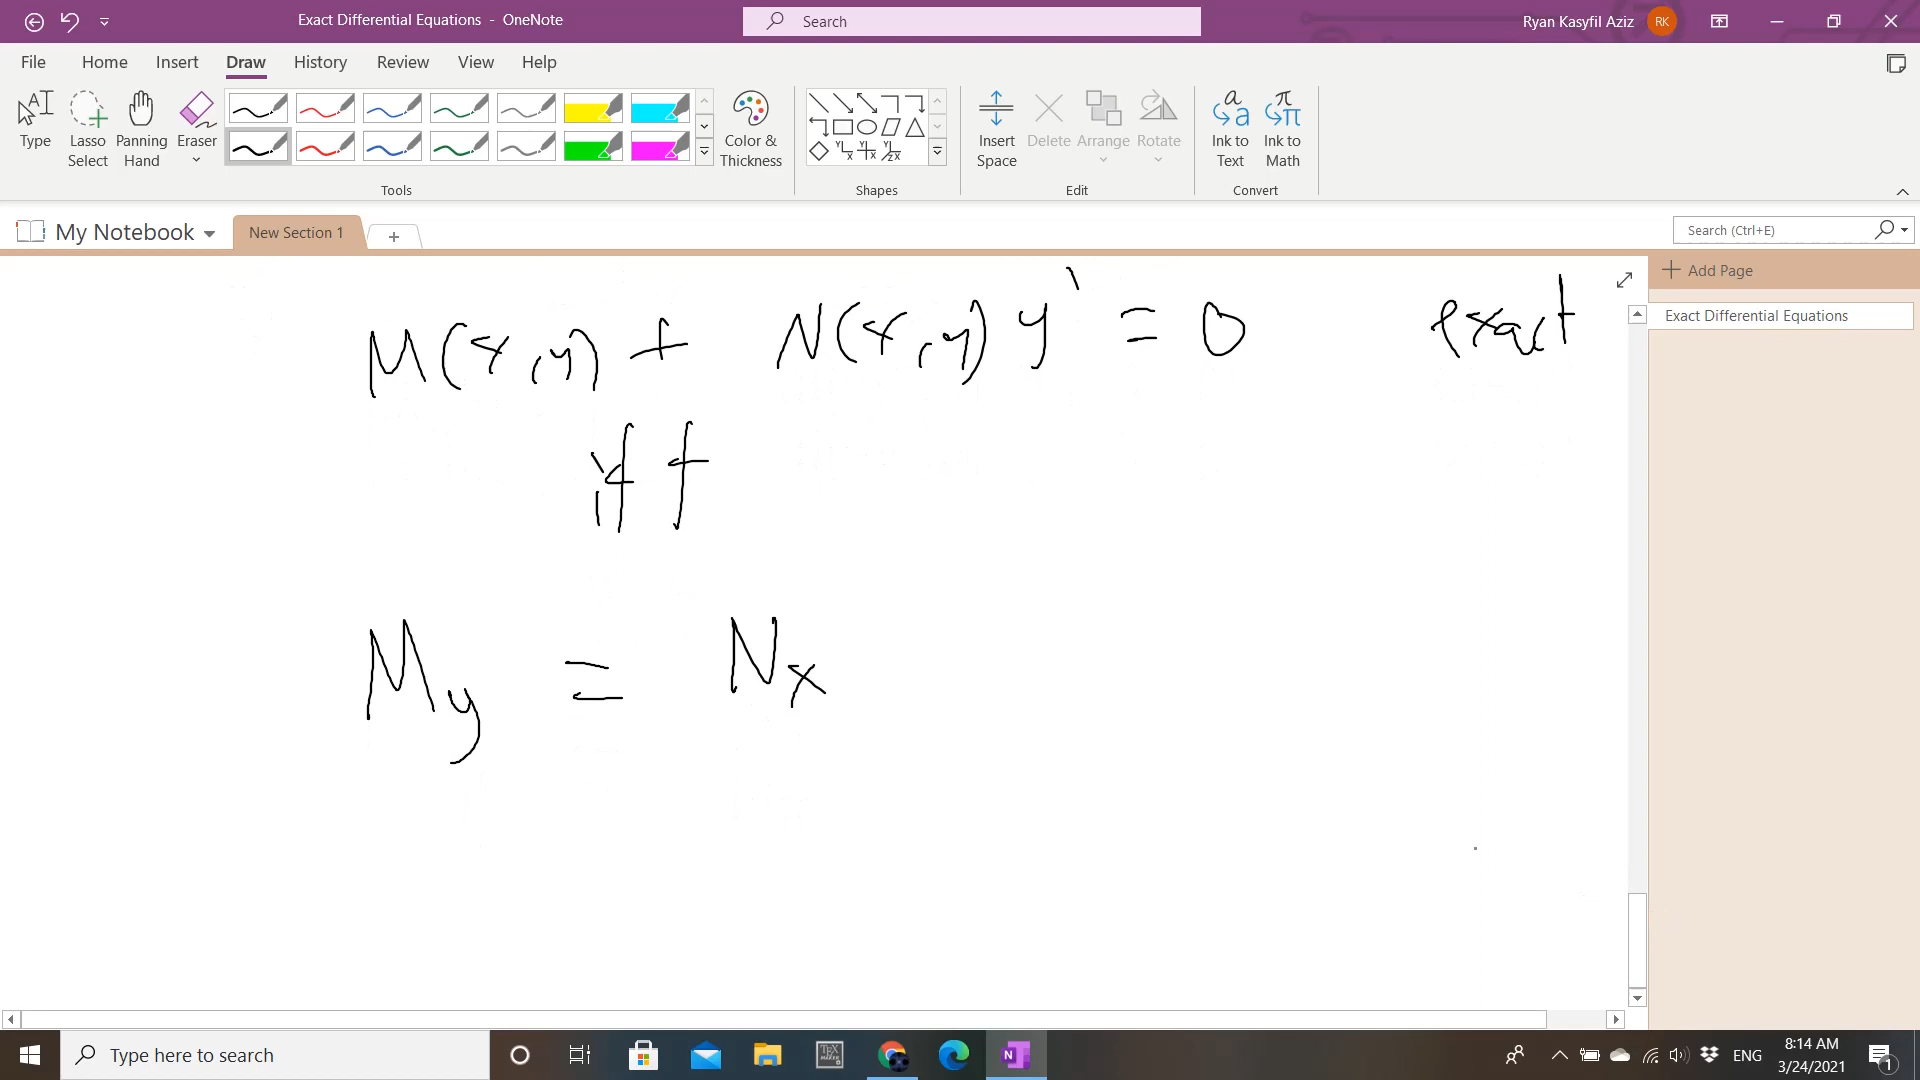 Exact Differential Equations - OneNote
Search
Ryan Kasyfil Aziz
RK
File Home Insert Draw History Review View Help
Type
Lasso Select
Panning Hand
Eraser
Color & Thickness
Insert Space
Delete
Arrange
Rotate
Ink to Text
Ink to Math
Tools
Shapes
Edit
Convert
My Notebook
New Section 1
Search (Ctrl+E)
Add Page
Exact Differential Equations
M(x,y) + N(x,y) y' = 0 exact
iff
My = Nx
Type here to search
ENG
8:14 AM
3/24/2021
1